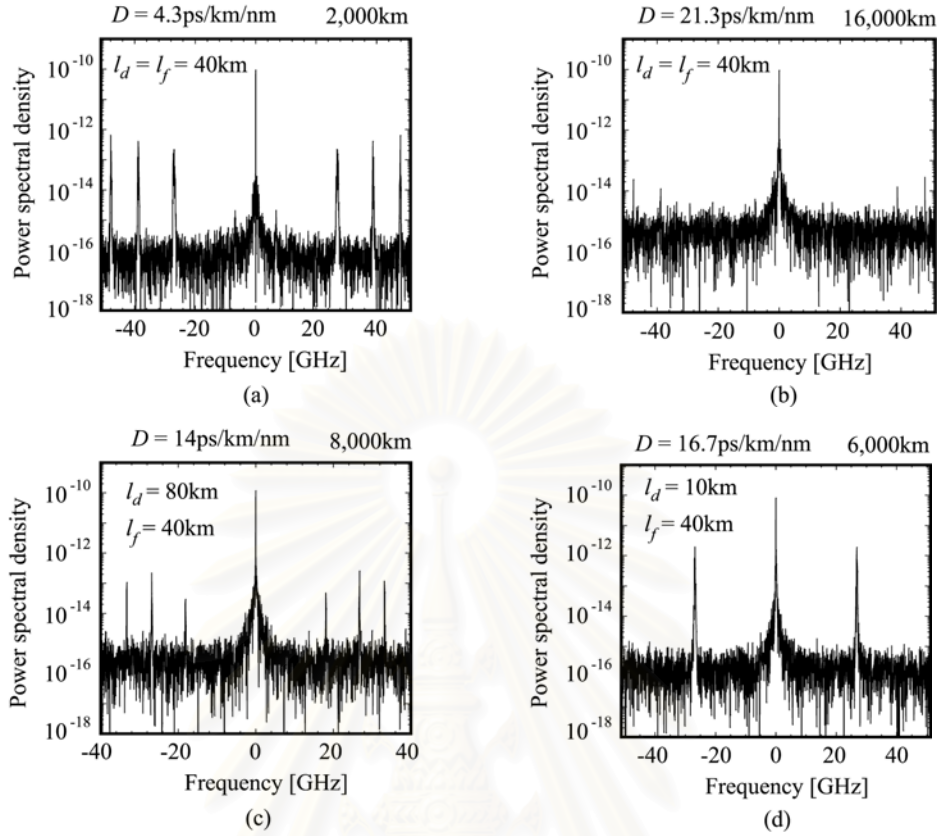 D = 4.3ps/km/nm 2,000km
l_d = l_f = 40km
Power spectral density
10^-10
10^-12
10^-14
10^-16
10^-18
-40 -20 0 20 40
Frequency [GHz]
(a)
D = 21.3ps/km/nm 16,000km
l_d = l_f = 40km
Power spectral density
10^-10
10^-12
10^-14
10^-16
10^-18
-40 -20 0 20 40
Frequency [GHz]
(b)
D = 14ps/km/nm 8,000km
l_d = 80km
l_f = 40km
Power spectral density
10^-10
10^-12
10^-14
10^-16
10^-18
-40 -20 0 20 40
Frequency [GHz]
(c)
D = 16.7ps/km/nm 6,000km
l_d = 10km
l_f = 40km
Power spectral density
10^-10
10^-12
10^-14
10^-16
10^-18
-40 -20 0 20 40
Frequency [GHz]
(d)